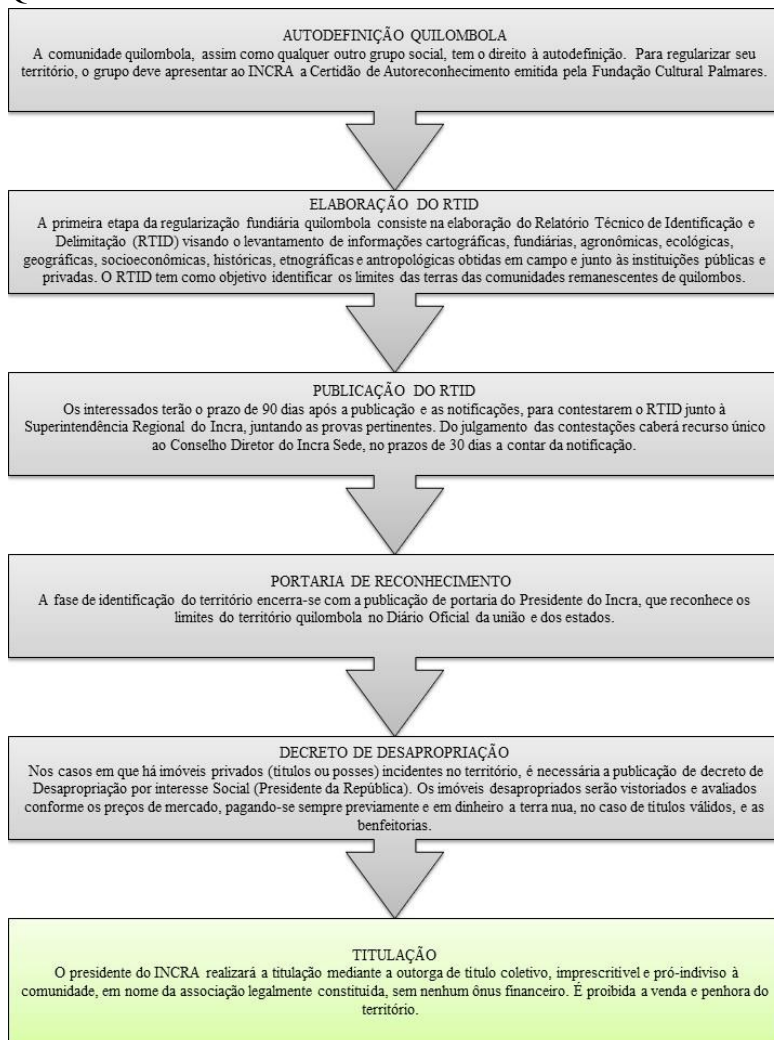 AUTODEFINIÇÃO QUILOMBOLA
A comunidade quilombola, assim como qualquer outro grupo social, tem o direito à autodefinição. Para regularizar seu
território, o grupo deve apresentar ao INCRA a Certidão de Autoreconhecimento emitida pela Fundação Cultural Palmares.
ELABORAÇÃO DO RTID
A primeira etapa da regularização fundiária quilombola consiste na elaboração do Relatório Técnico de Identificação e
Delimitação (RTID) visando o levantamento de informações cartográficas, fundiárias, agronômicas, ecológicas,
geográficas, socioeconômicas, históricas, etnográficas e antropológicas obtidas em campo e junto às instituições públicas e
privadas. O RTID tem como objetivo identificar os limites das terras das comunidades remanescentes de quilombos.
PUBLICAÇÃO DO RTID
Os interessados terão o prazo de 90 dias após a publicação e as notificações, para contestarem o RTID junto à
Superintendência Regional do Incra, juntando as provas pertinentes. Do julgamento das contestações caberá recurso único
ao Conselho Diretor do Incra Sede, no prazos de 30 dias a contar da notificação.
PORTARIA DE RECONHECIMENTO
A fase de identificação do território encerra-se com a publicação de portaria do Presidente do Incra, que reconhece os
limites do território quilombola no Diário Oficial da união e dos estados.
DECRETO DE DESAPROPRIAÇÃO
Nos casos em que há imóveis privados (títulos ou posses) incidentes no território, é necessária a publicação de decreto de
Desapropriação por interesse Social (Presidente da República). Os imóveis desapropriados serão vistoriados e avaliados
conforme os preços de mercado, pagando-se sempre previamente e em dinheiro a terra nua, no caso de títulos válidos, e as
benfeitorias.
TITULAÇÃO
O presidente do INCRA realizará a titulação mediante a outorga de título coletivo, imprescritível e pró-indiviso à
comunidade, em nome da associação legalmente constituída, sem nenhum ônus financeiro. É proibida a venda e penhora do
território.